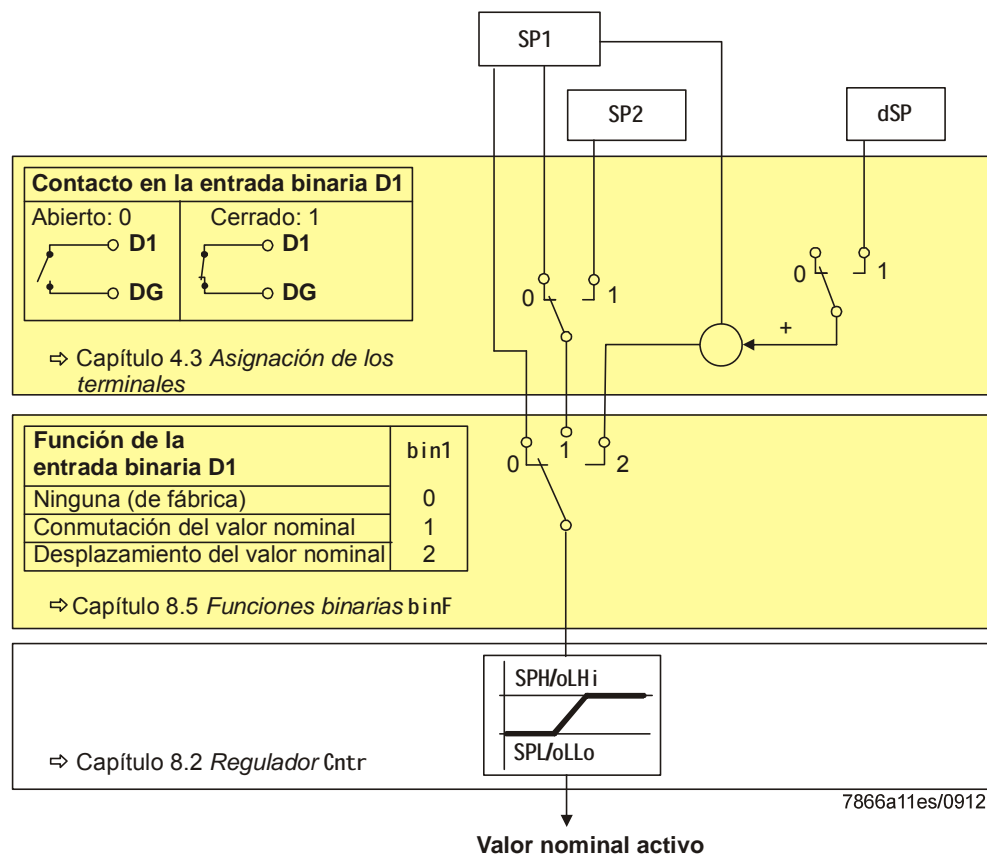 SP1
SP2
dSP
Contacto en la entrada binaria D1
Abierto: 0
Cerrado: 1
D1
D1
DG
DG
0
1
0
1
+
⇨ Capítulo 4.3 Asignación de los
terminales
Función de la
entrada binaria D1
bin1
Ninguna (de fábrica)
0
Conmutación del valor nominal
1
Desplazamiento del valor nominal
2
0
1
2
⇨ Capítulo 8.5 Funciones binarias binF
SPH/oLHi
SPL/oLLo
⇨ Capítulo 8.2 Regulador Cntr
7866a11es/0912
Valor nominal activo